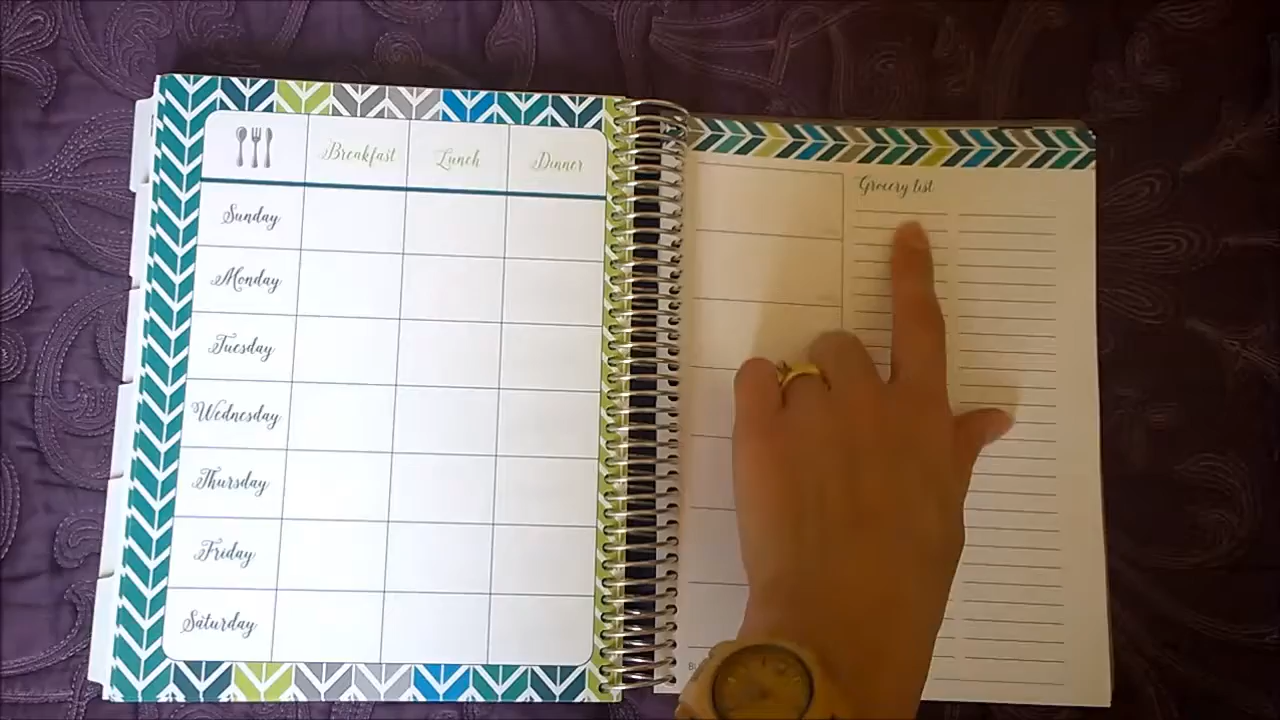 Breakfast Lunch Dinner
Sunday
Monday
Tuesday
Wednesday
Thursday
Friday
Saturday
Grocery list